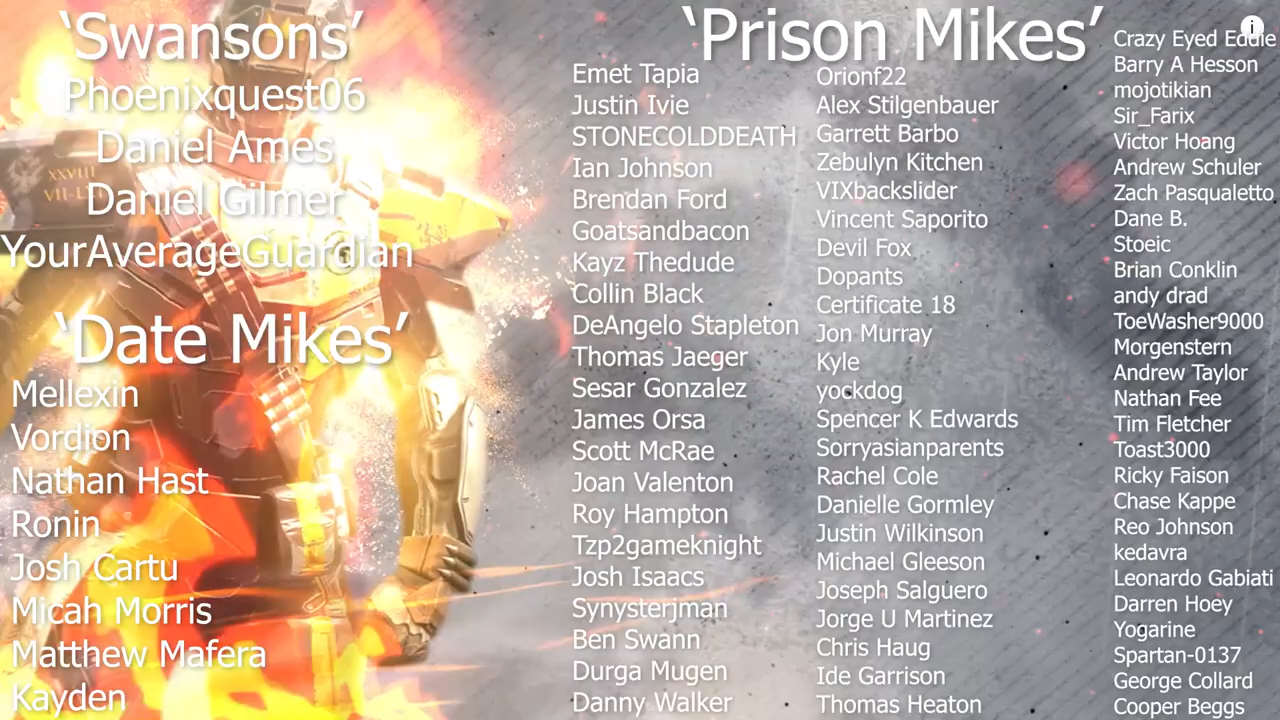 ‘Swansons’
Phoenixquest06
Daniel Ames
Daniel Gilmer
YourAverageGuardian
‘Date Mikes’
Mellexin
Vordion
Nathan Hast
Ronin
Josh Cartu
Micah Morris
Matthew Mafera
Kayden
‘Prison Mikes’
Emet Tapia
Justin Ivie
STONECOLDDEATH
Ian Johnson
Brendan Ford
Goatsandbacon
Kayz Thedude
Collin Black
DeAngelo Stapleton
Thomas Jaeger
Sesar Gonzalez
James Orsa
Scott McRae
Joan Valenton
Roy Hampton
Tzp2gameknight
Josh Isaacs
Synysterjman
Ben Swann
Durga Mugen
Danny Walker
Orionf22
Alex Stilgenbauer
Garrett Barbo
Zebulyn Kitchen
VIXbackslider
Vincent Saporito
Devil Fox
Dopants
Certificate 18
Jon Murray
Kyle
yockdog
Spencer K Edwards
Sorryasianparents
Rachel Cole
Danielle Gormley
Justin Wilkinson
Michael Gleeson
Joseph Salguero
Jorge U Martinez
Chris Haug
Ide Garrison
Thomas Heaton
Crazy Eyed Eddie
Barry A Hesson
mojotikian
Sir_Farix
Victor Hoang
Andrew Schuler
Zach Pasqualetto
Dane B.
Stoeic
Brian Conklin
andy drad
ToeWasher9000
Morgenstern
Andrew Taylor
Nathan Fee
Tim Fletcher
Toast3000
Ricky Faison
Chase Kappe
Reo Johnson
kedavra
Leonardo Gabiati
Darren Hoey
Yogarine
Spartan-0137
George Collard
Cooper Beggs
XXVIII